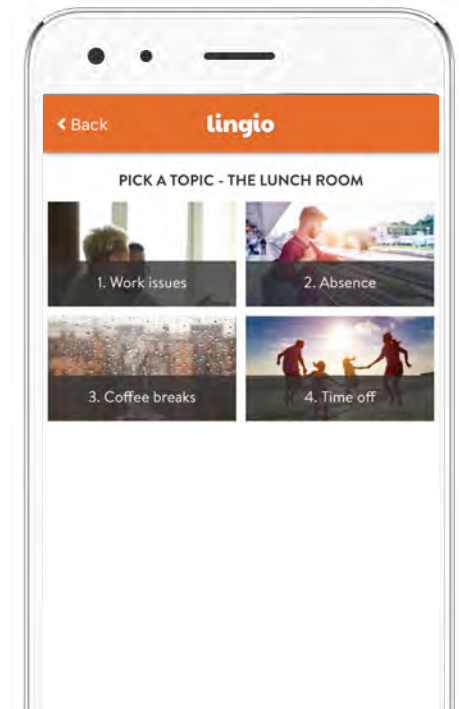 Back
lingio
PICK A TOPIC - THE LUNCH ROOM
1. Work issues
2. Absence
3. Coffee breaks
4. Time off